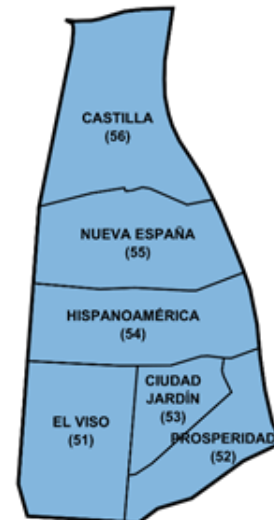 CASTILLA
(56)
NUEVA ESPAÑA
(55)
HISPANOAMÉRICA
(54)
CIUDAD
JARDÍN
(53)
EL VISO
(51)
PROSPERIDAD
(52)